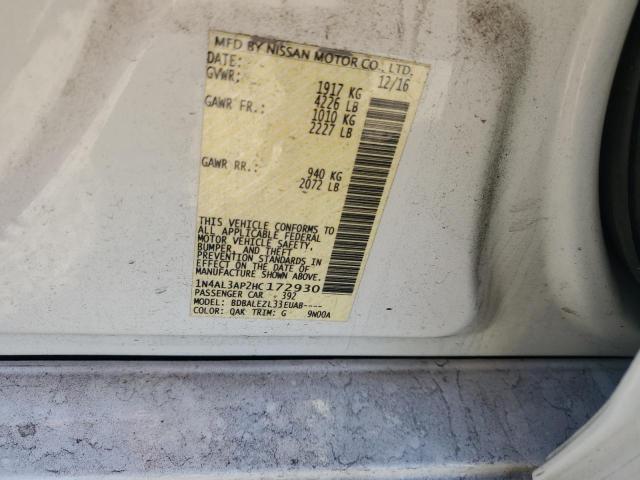 MFD BY NISSAN MOTOR CO., LTD.
DATE: 12/16
GVWR: 1917 KG
4226 LB
GAWR FR.: 1010 KG
2227 LB
GAWR RR.: 940 KG
2072 LB
THIS VEHICLE CONFORMS TO
ALL APPLICABLE FEDERAL
MOTOR VEHICLE SAFETY,
BUMPER, AND THEFT
PREVENTION STANDARDS IN
EFFECT ON THE DATE OF
MANUFACTURE SHOWN ABOVE.
1N4AL3AP2HC172930
PASSENGER CAR 392
MODEL: BDBALEZL33EUAB----
COLOR: QAK TRIM: G 9N00A